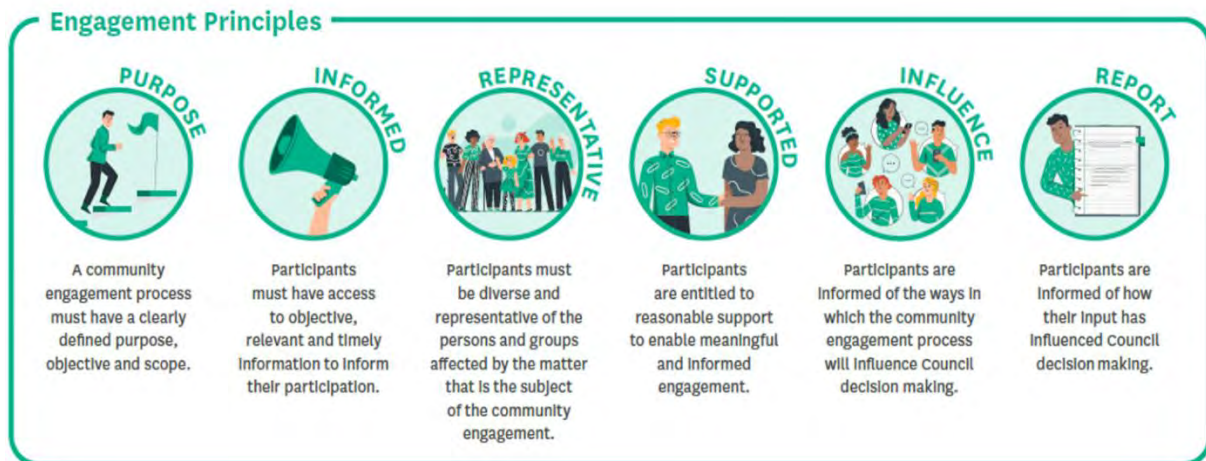 Engagement Principles
PURPOSE
A community
engagement process
must have a clearly
defined purpose,
objective and scope.
INFORMED
Participants
must have access
to objective,
relevant and timely
information to inform
their participation.
REPRESENTATIVE
Participants must
be diverse and
representative of the
persons and groups
affected by the matter
that is the subject
of the community
engagement.
SUPPORTED
Participants
are entitled to
reasonable support
to enable meaningful
and informed
engagement.
INFLUENCE
Participants are
informed of the ways in
which the community
engagement process
will influence Council
decision making.
REPORT
Participants are
informed of how
their input has
influenced Council
decision making.